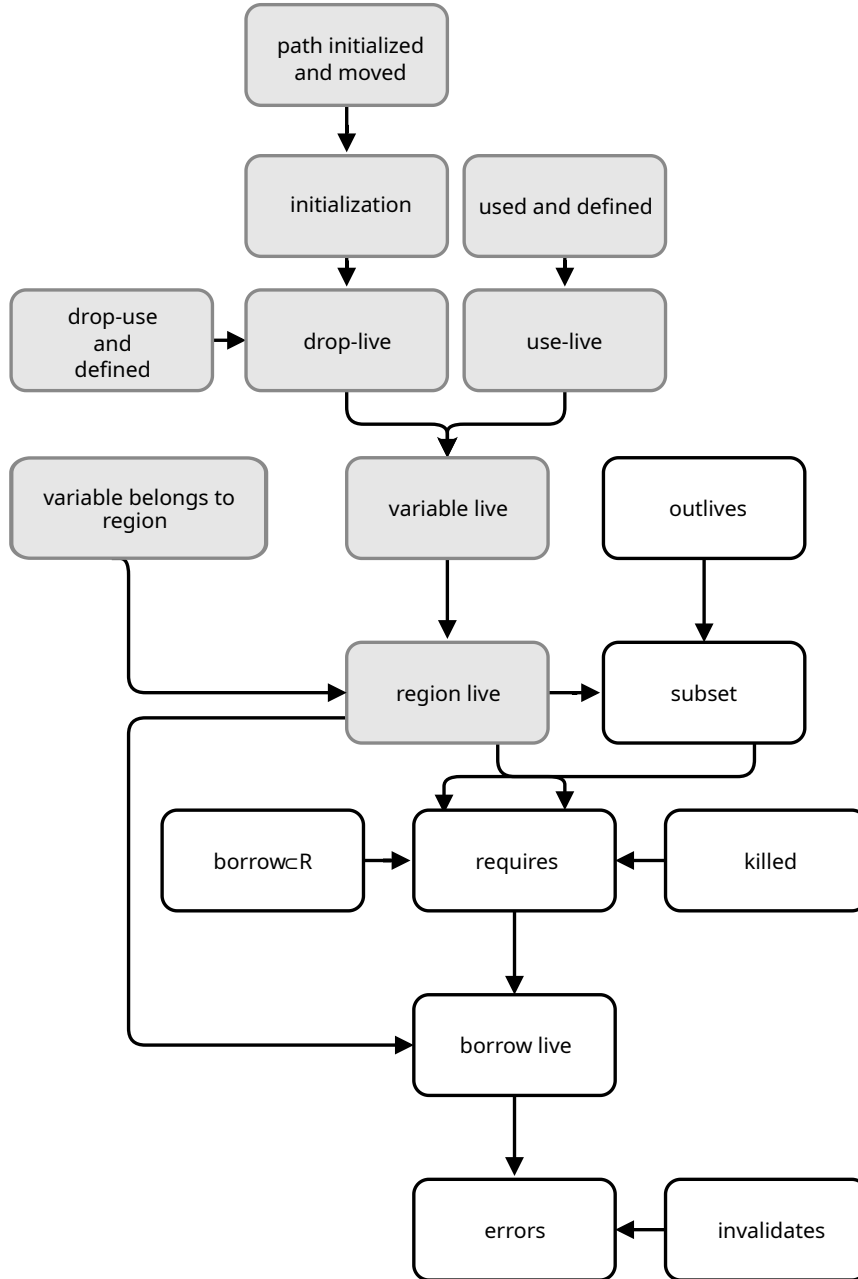 path initialized
and moved
initialization
used and defined
drop-use
and
defined
drop-live
use-live
variable belongs to
region
variable live
outlives
region live
subset
borrow⊂R
requires
killed
borrow live
errors
invalidates